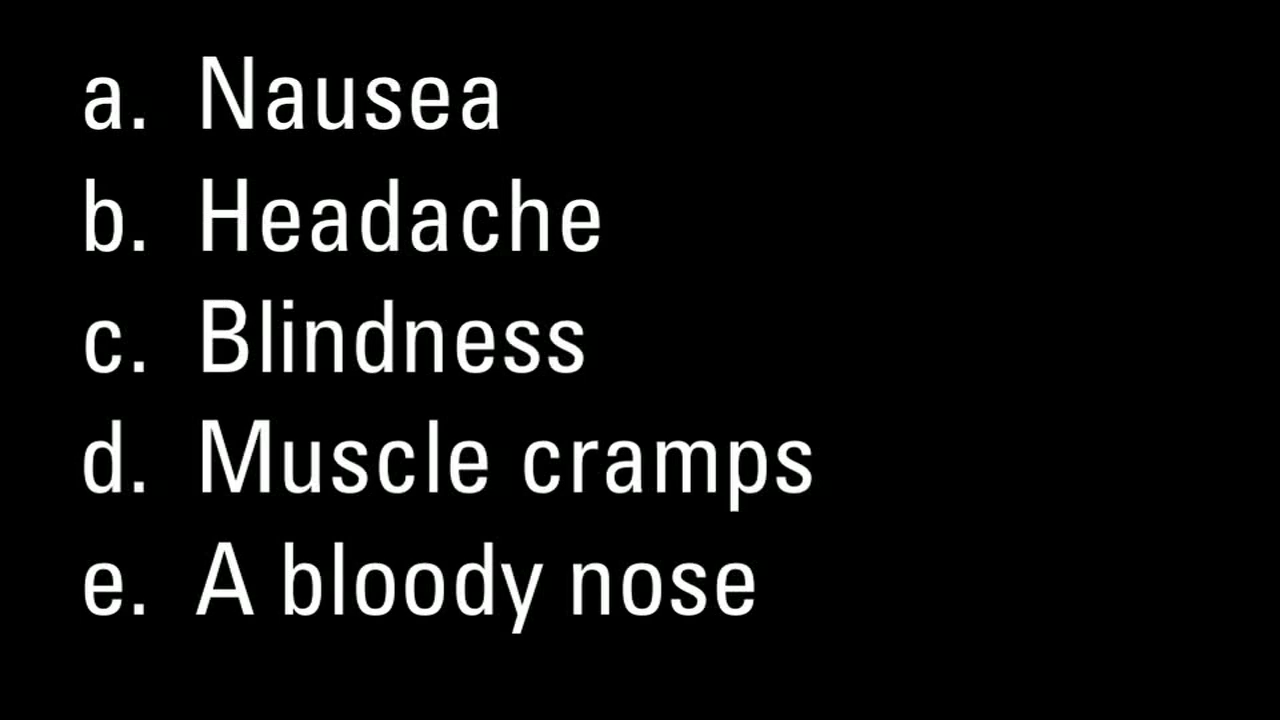 a. Nausea
b. Headache
c. Blindness
d. Muscle cramps
e. A bloody nose